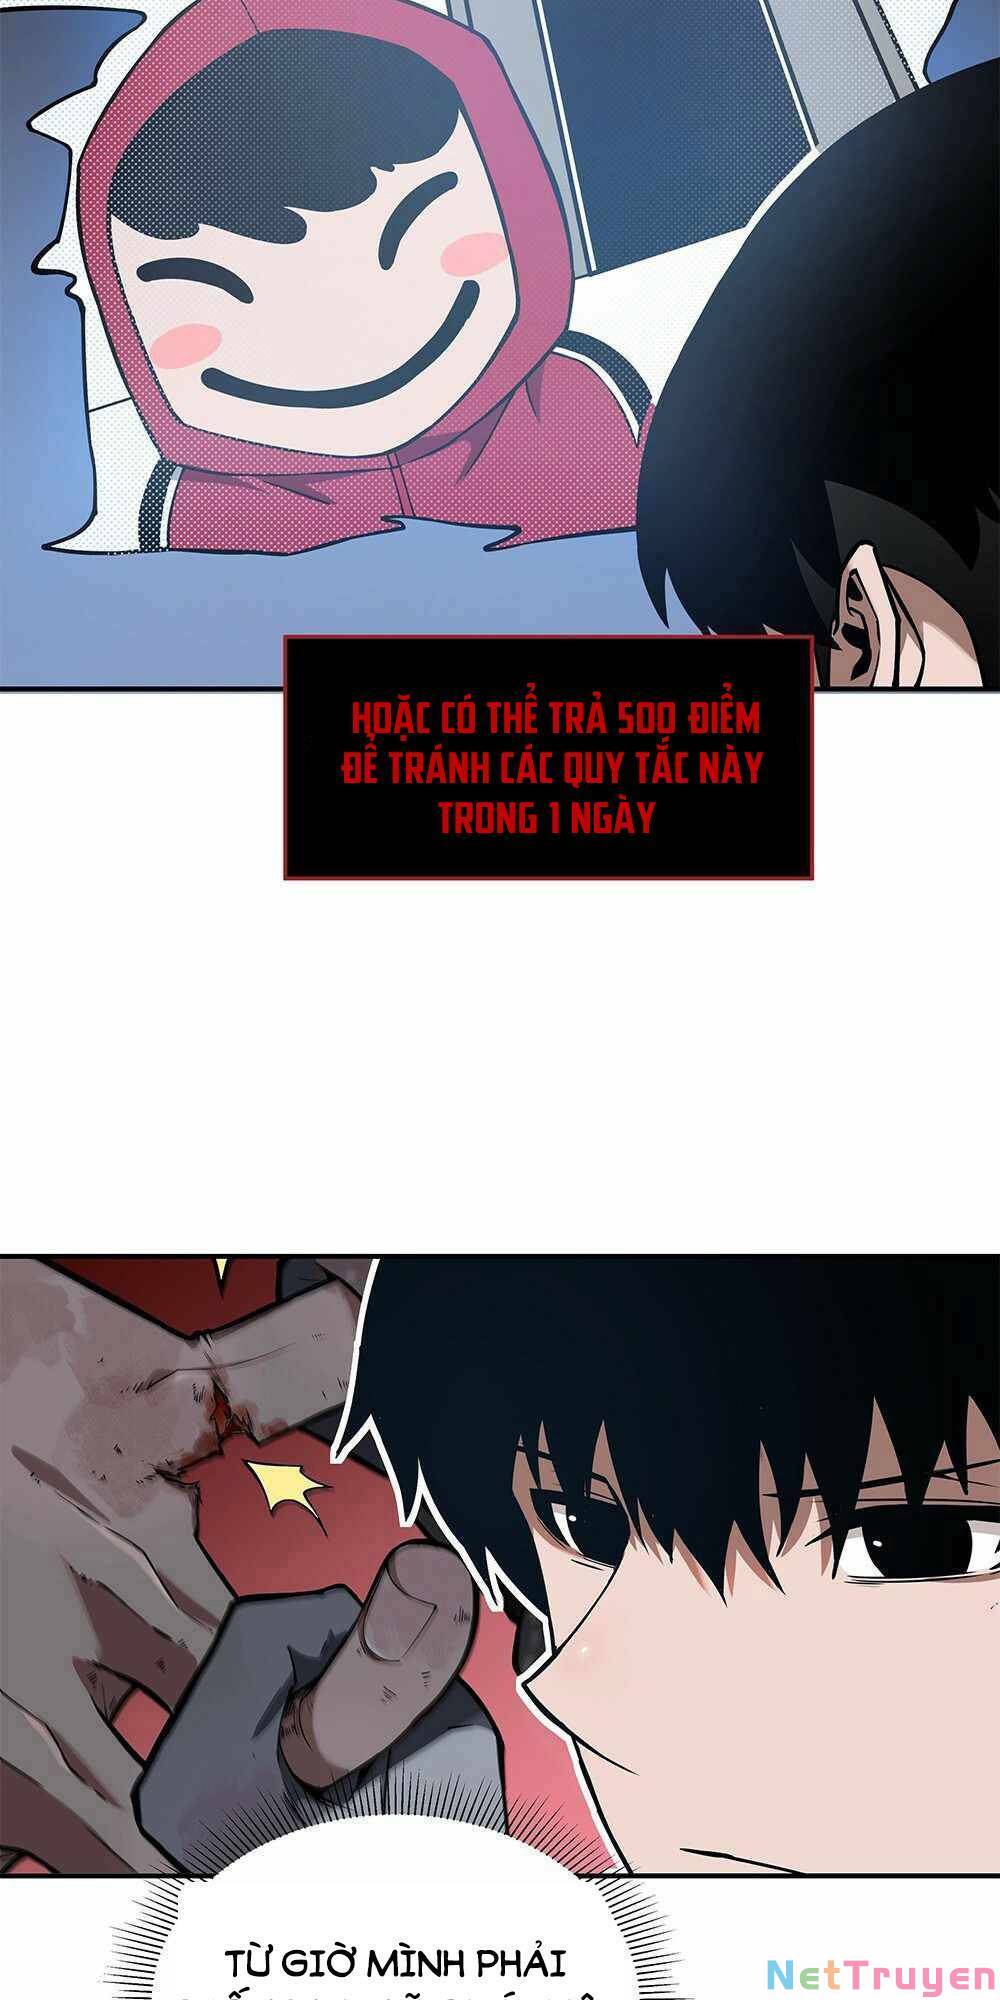 HOẶC CÓ THỂ TRẢ 500 ĐIỂM
ĐỂ TRÁNH CÁC QUY TẮC NÀY
TRONG 1 NGÀY
TỪ GIỜ MÌNH PHẢI
NetTruyen